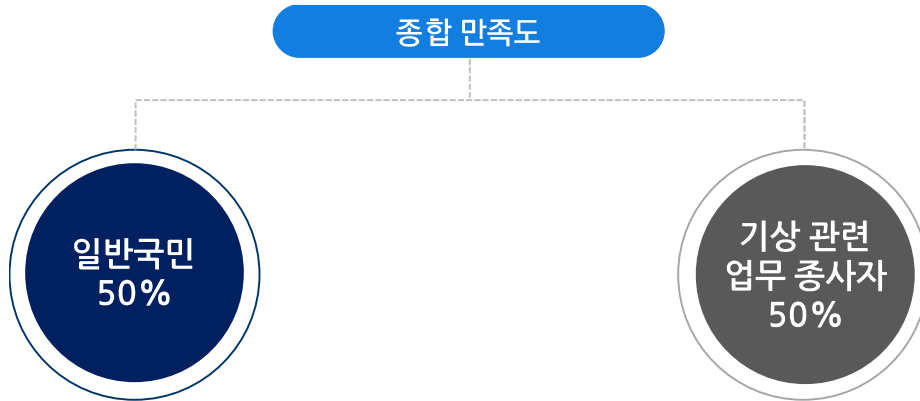 종합 만족도
일반국민
50%
기상 관련
업무 종사자
50%